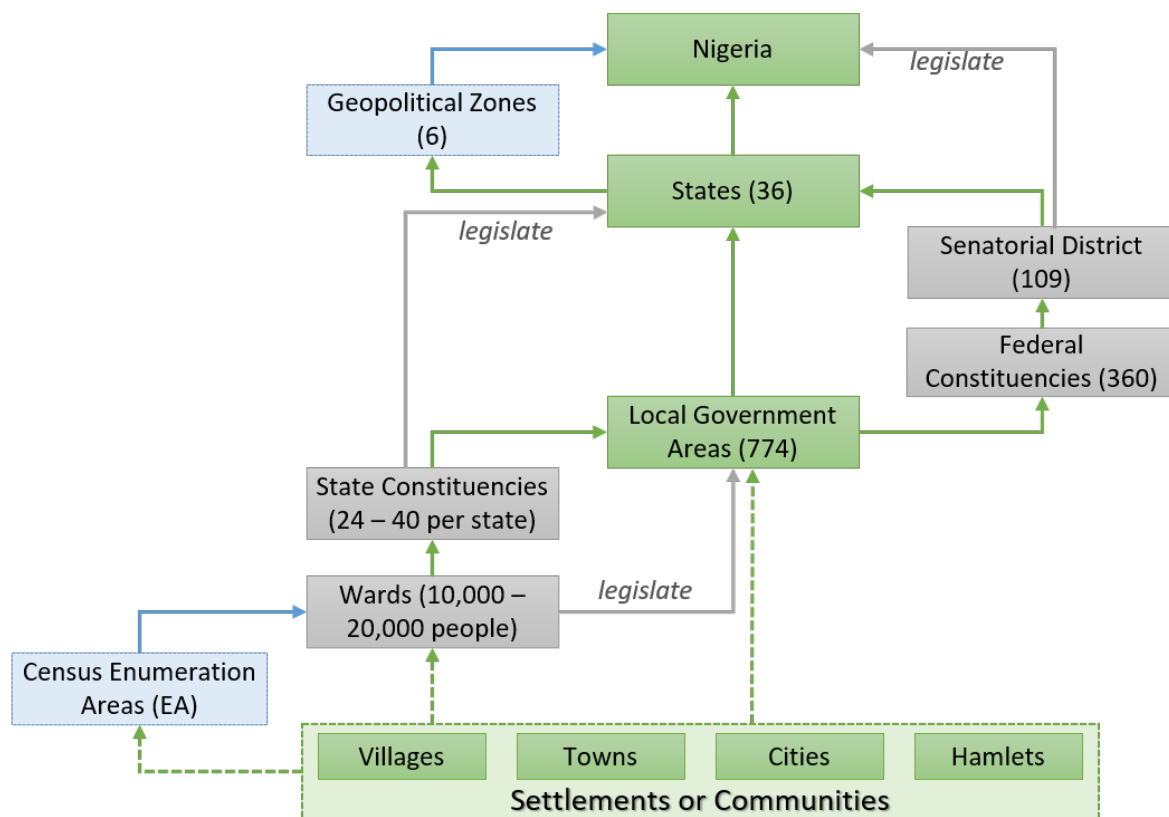 Nigeria
legislate
Geopolitical Zones
(6)
States (36)
legislate
Senatorial District
(109)
Federal
Constituencies (360)
Local Government
Areas (774)
State Constituencies
(24 – 40 per state)
Wards (10,000 –
20,000 people)
legislate
Census Enumeration
Areas (EA)
Villages
Towns
Cities
Hamlets
Settlements or Communities